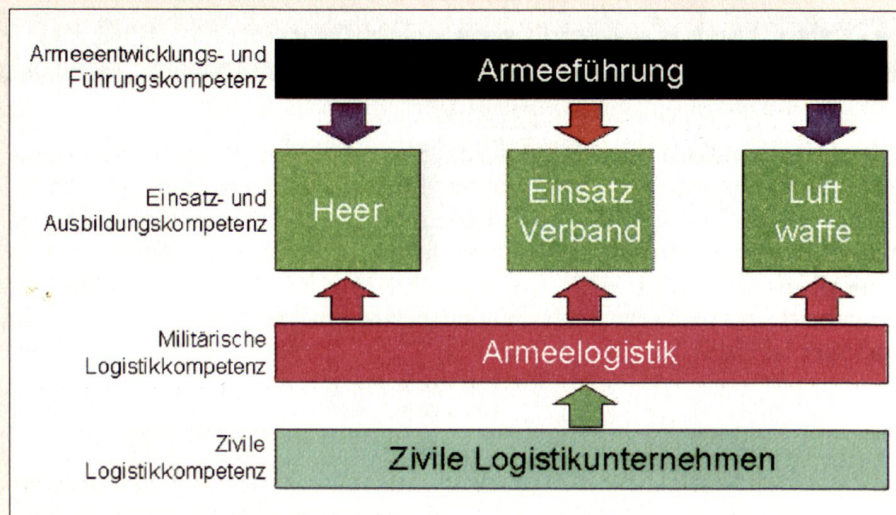 Armeeentwicklungs- und
Führungskompetenz
Armeeführung
Einsatz- und
Ausbildungskompetenz
Heer
Einsatz
Verband
Luft
waffe
Militärische
Logistikkompetenz
Armeelogistik
Zivile
Logistikkompetenz
Zivile Logistikunternehmen